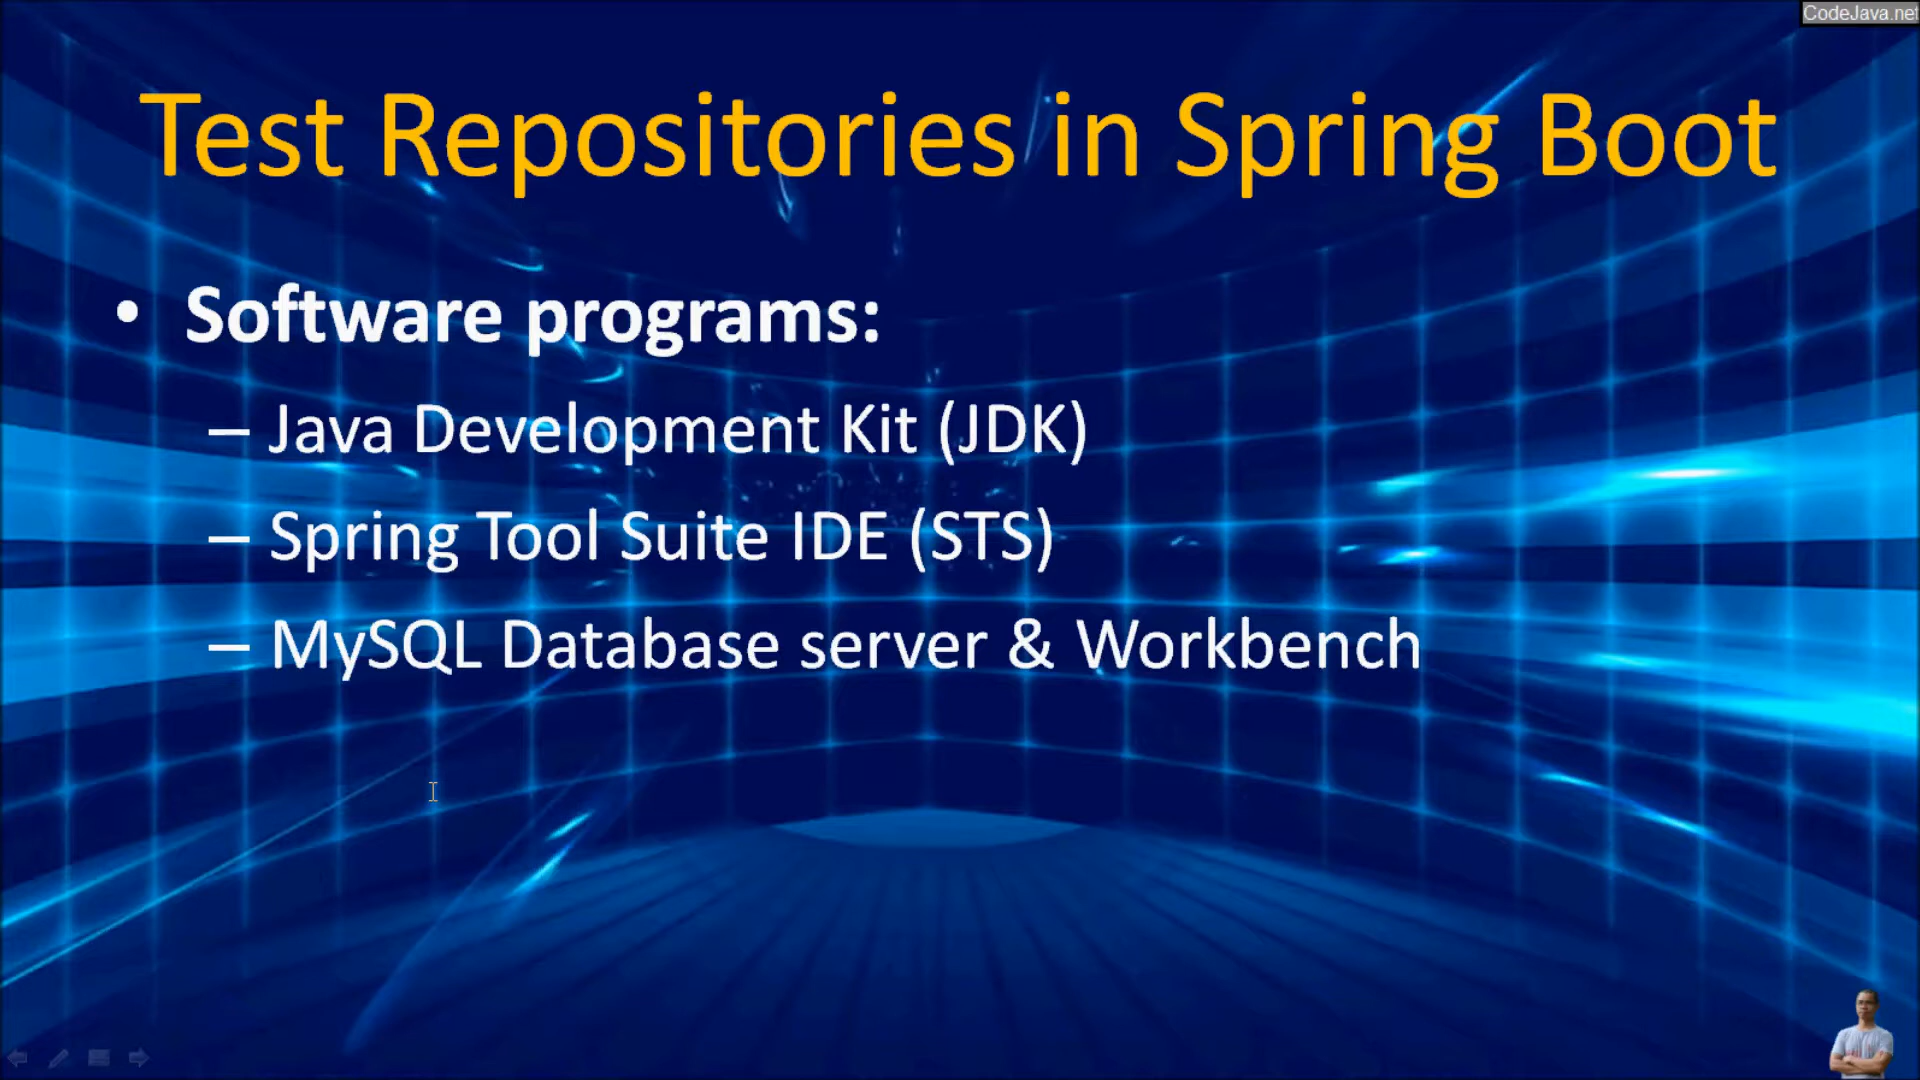 CodeJava.net
Test Repositories in Spring Boot
• Software programs:
– Java Development Kit (JDK)
– Spring Tool Suite IDE (STS)
– MySQL Database server & Workbench